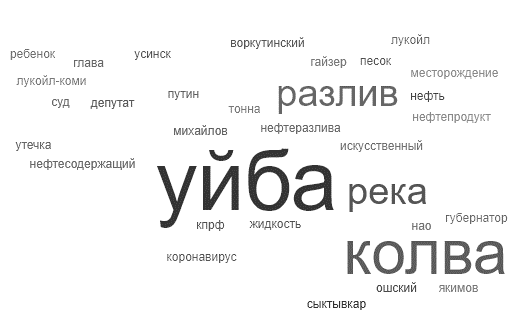 воркутинский
лукойл
ребенок
глава
усинск
гайзер
песок
месторождение
лукойл-коми
путин
суд
депутат
тонна
разлив
нефть
нефтепродукт
михайлов
нефтеразлива
утечка
искусственный
нефтесодержащий
уйба
река
кпрф
жидкость
нао
губернатор
коронавирус
колва
ошский
якимов
сыктывкар